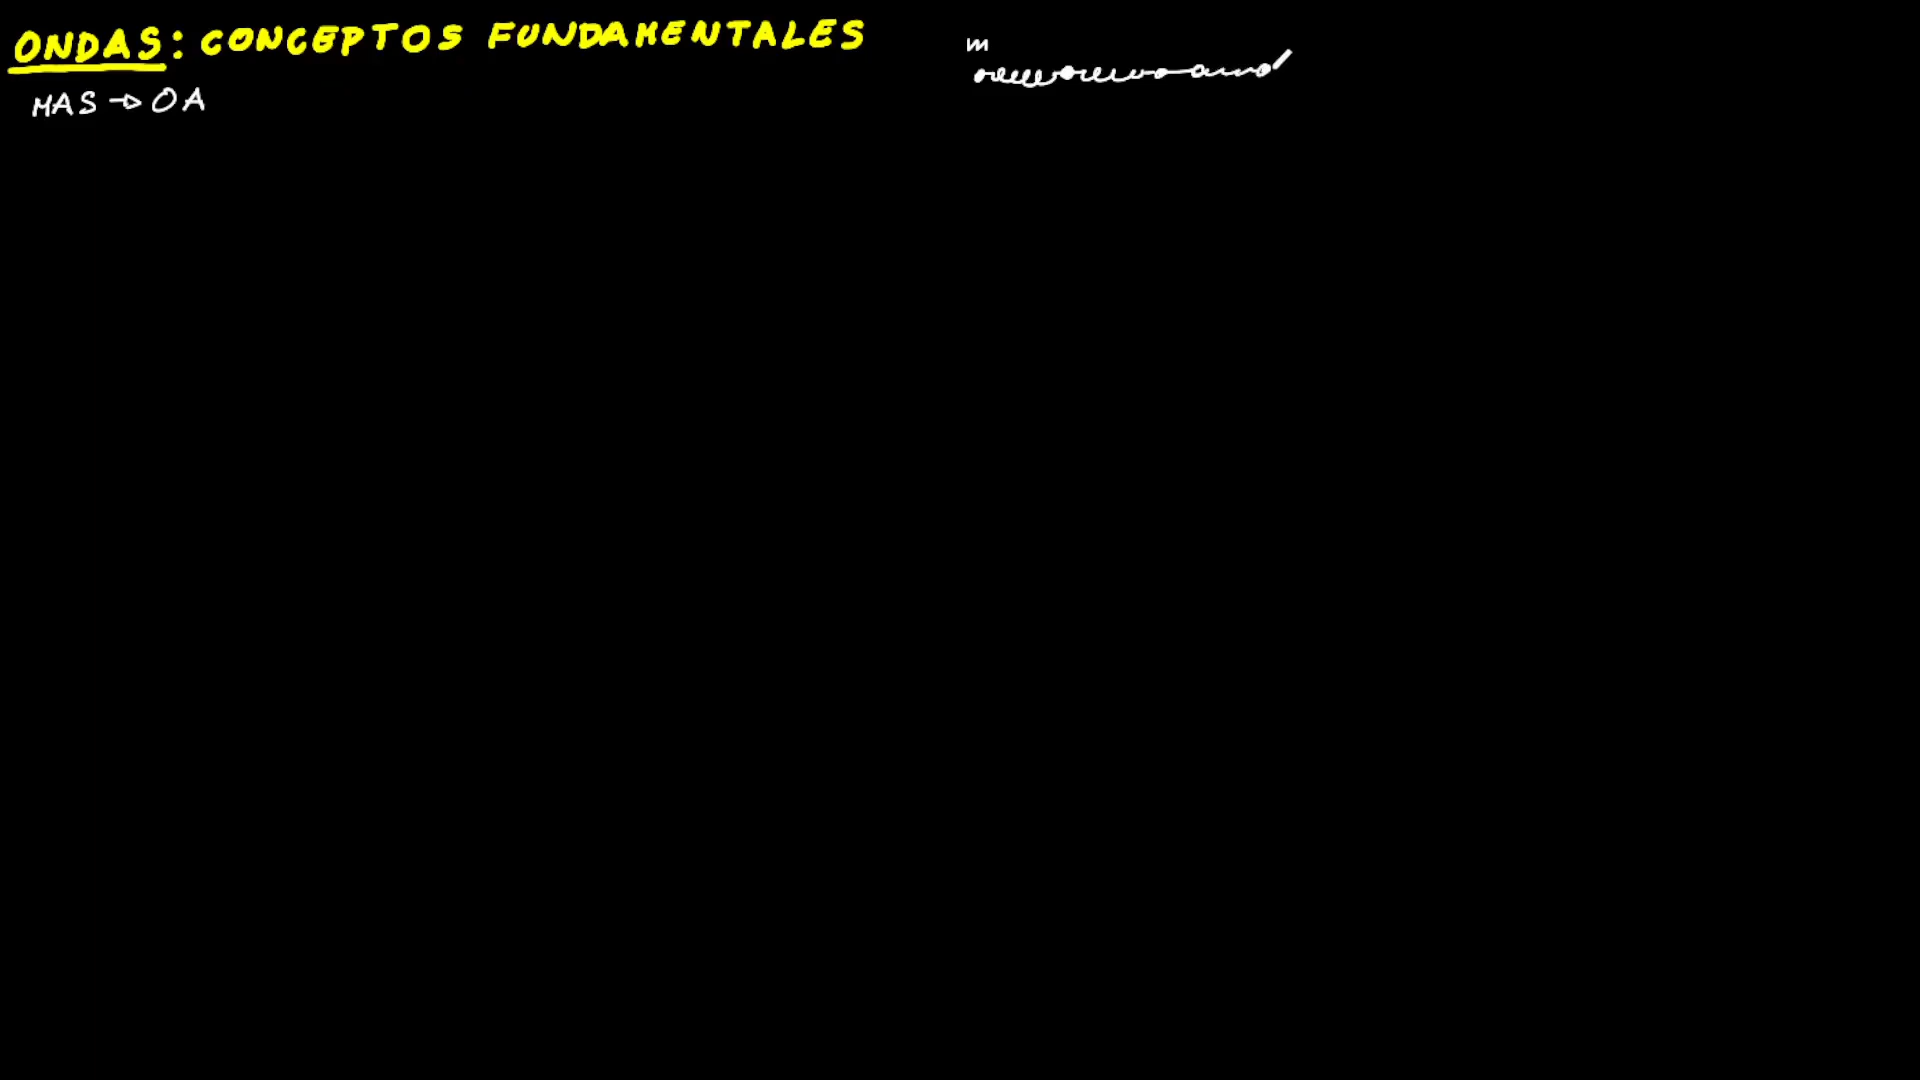 ONDAS: CONCEPTOS FUNDAMENTALES
m
MAS → OA